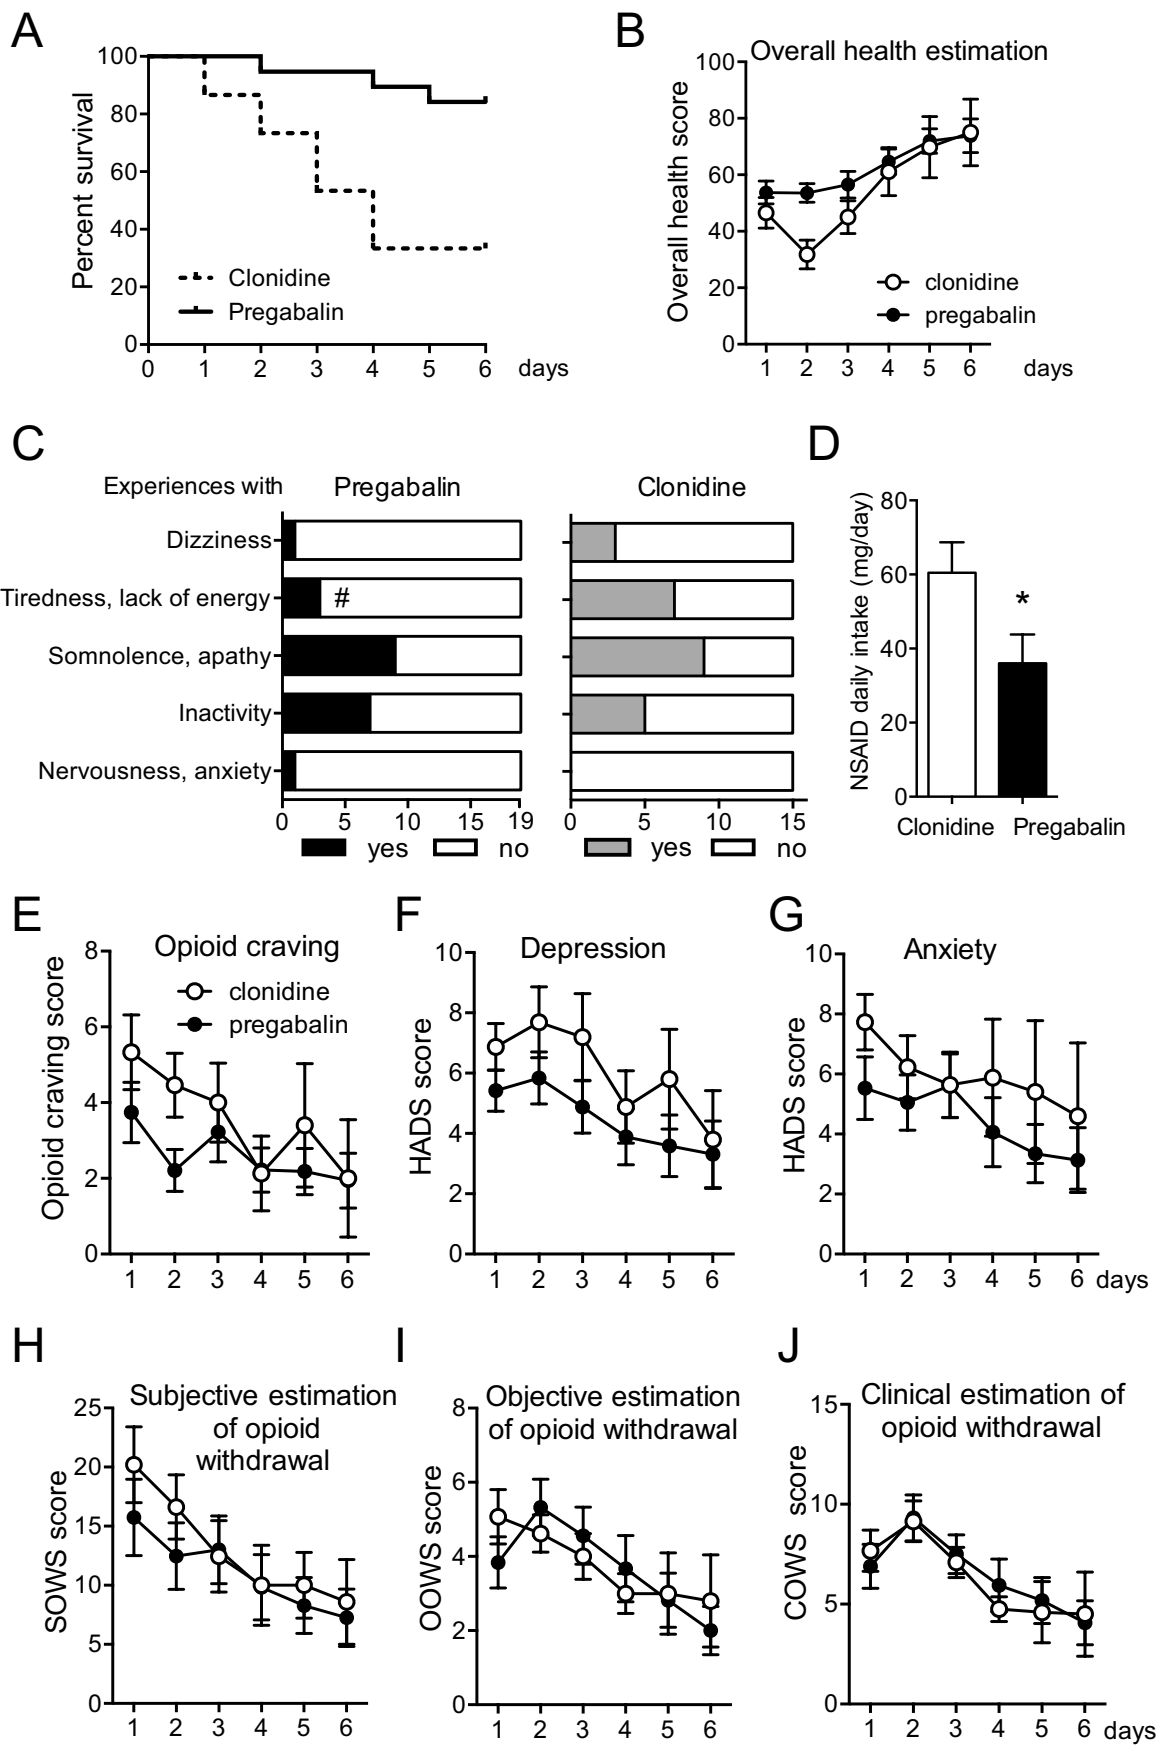 A
Percent survival
100
80
60
40
20
0
Clonidine
Pregabalin
0 1 2 3 4 5 6 days
B
Overall health estimation
Overall health score
100
80
60
40
20
0
clonidine
pregabalin
1 2 3 4 5 6 days
C
Experiences with Pregabalin Clonidine
Dizziness
Tiredness, lack of energy #
Somnolence, apathy
Inactivity
Nervousness, anxiety
0 5 10 15 19
0 5 10 15
yes no
yes no
D
NSAID daily intake (mg/day)
80
60
*
40
20
0
Clonidine Pregabalin
E
Opioid craving
Opioid craving score
8
6
4
2
0
clonidine
pregabalin
1 2 3 4 5 6
F
Depression
HADS score
10
8
6
4
2
0
1 2 3 4 5 6
G
Anxiety
HADS score
10
8
6
4
2
0
1 2 3 4 5 6 days
H
Subjective estimation
of opioid
withdrawal
SOWS score
25
20
15
10
5
0
1 2 3 4 5 6
I
Objective estimation
of opioid withdrawal
OOWS score
8
6
4
2
0
1 2 3 4 5 6
J
Clinical estimation of
opioid withdrawal
COWS score
15
10
5
0
1 2 3 4 5 6 days